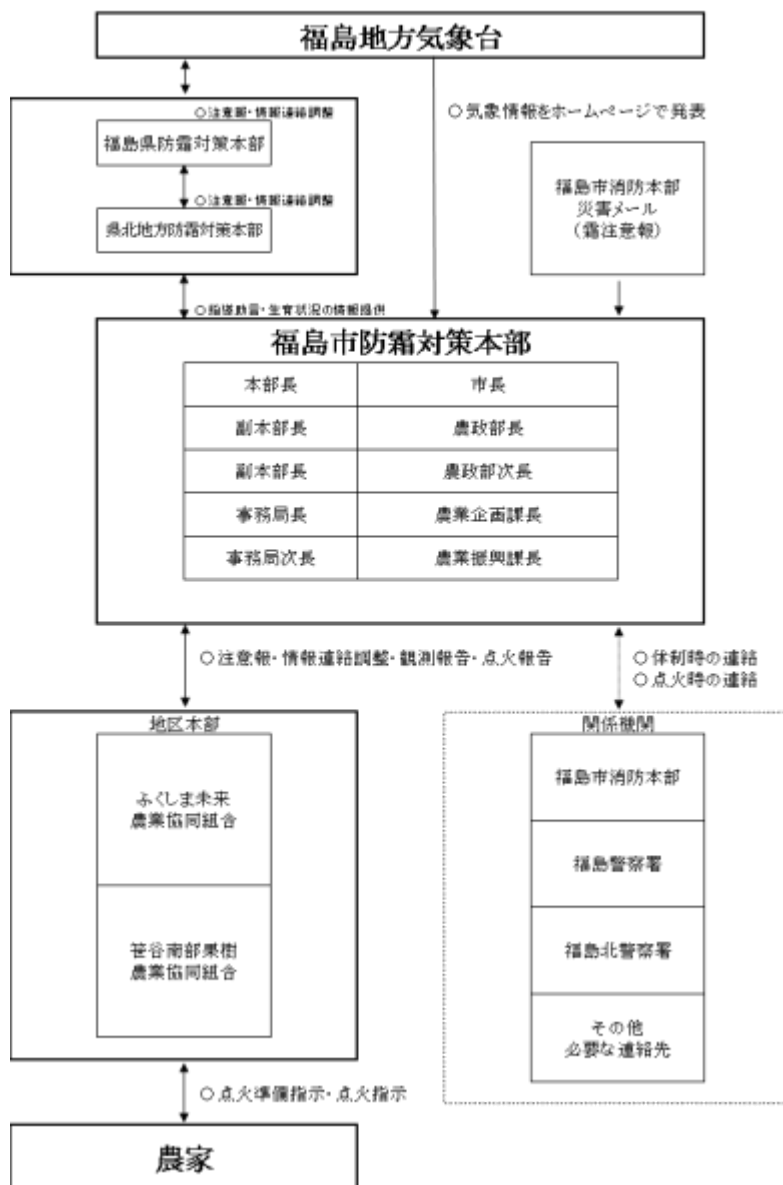 福島地方気象台
○注意報・情報連絡調整
福島県防霜対策本部
○注意報・情報連絡調整
県北地方防霜対策本部
○気象情報をホームページで発表
福島市消防本部
災害メール
(霜注意報)
○指導助言・生育状況の情報提供
福島市防霜対策本部
本部長 市長
副本部長 農政部長
副本部長 農政部次長
事務局長 農業企画課長
事務局次長 農業振興課長
○注意報・情報連絡調整・観測報告・点火報告
○体制時の連絡
○点火時の連絡
地区本部
ふくしま未来
農業協同組合
笹谷南部果樹
農業協同組合
関係機関
福島市消防本部
福島警察署
福島北警察署
その他
必要な連絡先
○点火準備指示・点火指示
農家